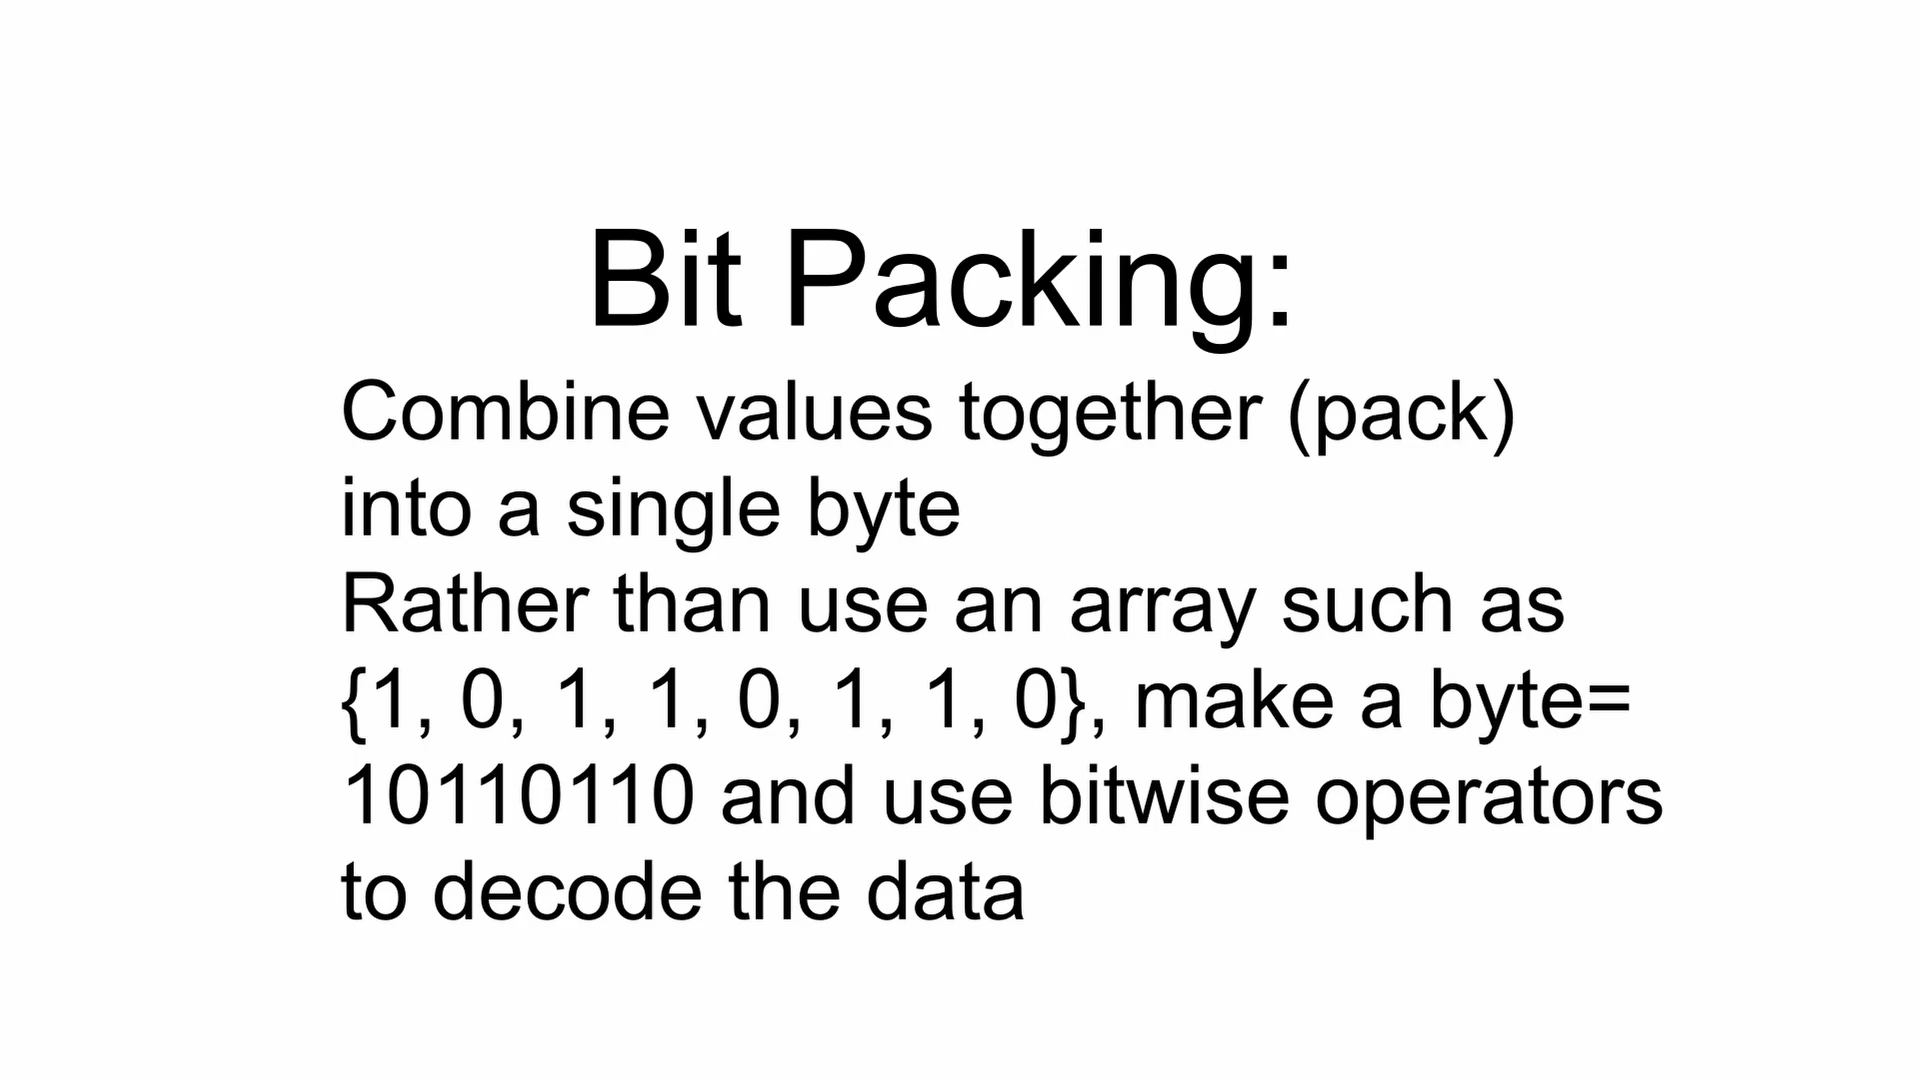 Bit Packing:
Combine values together (pack)
into a single byte
Rather than use an array such as
{1, 0, 1, 1, 0, 1, 1, 0}, make a byte=
10110110 and use bitwise operators
to decode the data